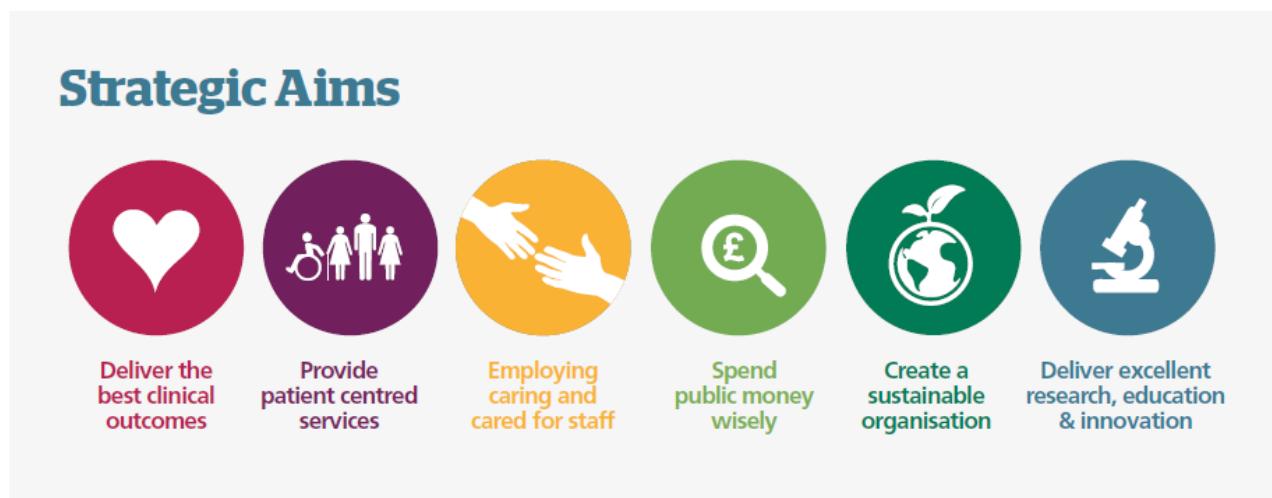 Strategic Aims
Deliver the
best clinical
outcomes
Provide
patient centred
services
Employing
caring and
cared for staff
£
Spend
public money
wisely
Create a
sustainable
organisation
Deliver excellent
research, education
& innovation